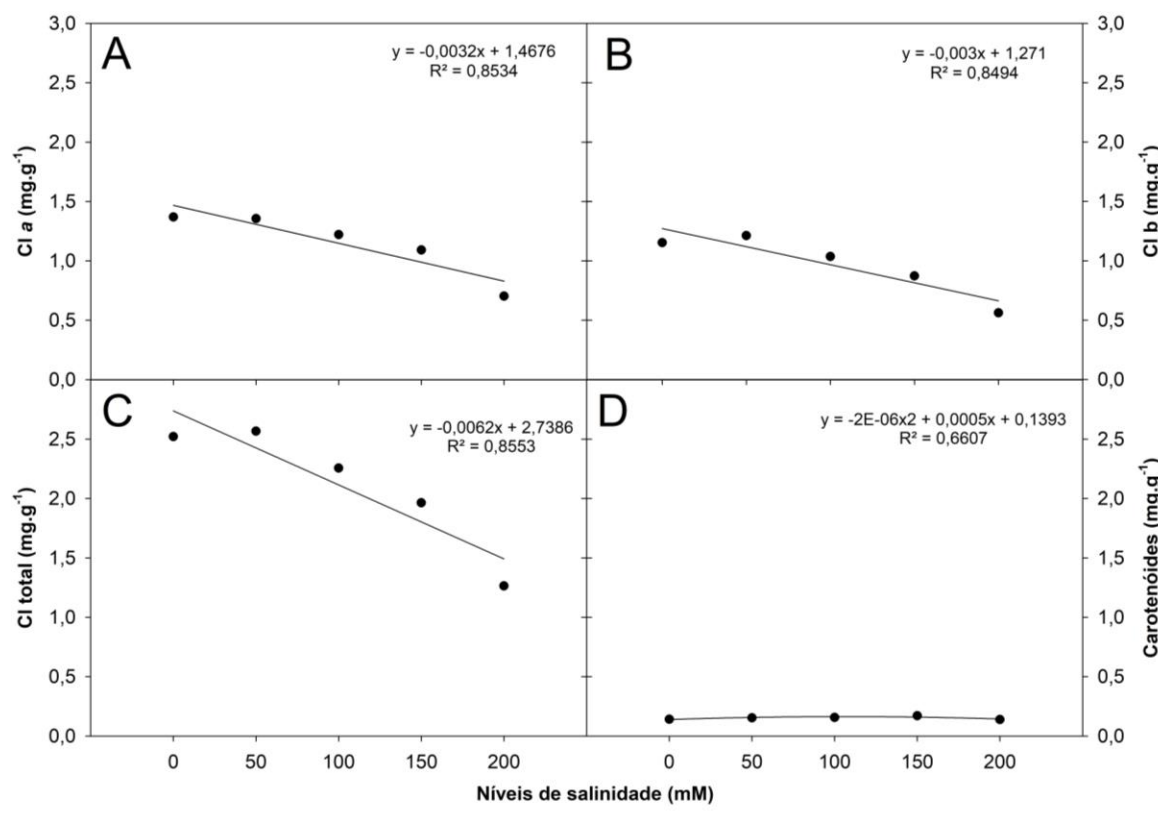 A
y = -0,0032x + 1,4676
R² = 0,8534
3,0
2,5
2,0
1,5
1,0
0,5
0,0
Cl a (mg.g⁻¹)
B
y = -0,003x + 1,271
R² = 0,8494
3,0
2,5
2,0
1,5
1,0
0,5
0,0
Cl b (mg.g⁻¹)
C
y = -0,0062x + 2,7386
R² = 0,8553
2,5
2,0
1,5
1,0
0,5
0,0
Cl total (mg.g⁻¹)
0 50 100 150 200
D
y = -2E-06x2 + 0,0005x + 0,1393
R² = 0,6607
2,5
2,0
1,5
1,0
0,5
0,0
Carotenóides (mg.g⁻¹)
0 50 100 150 200
Níveis de salinidade (mM)